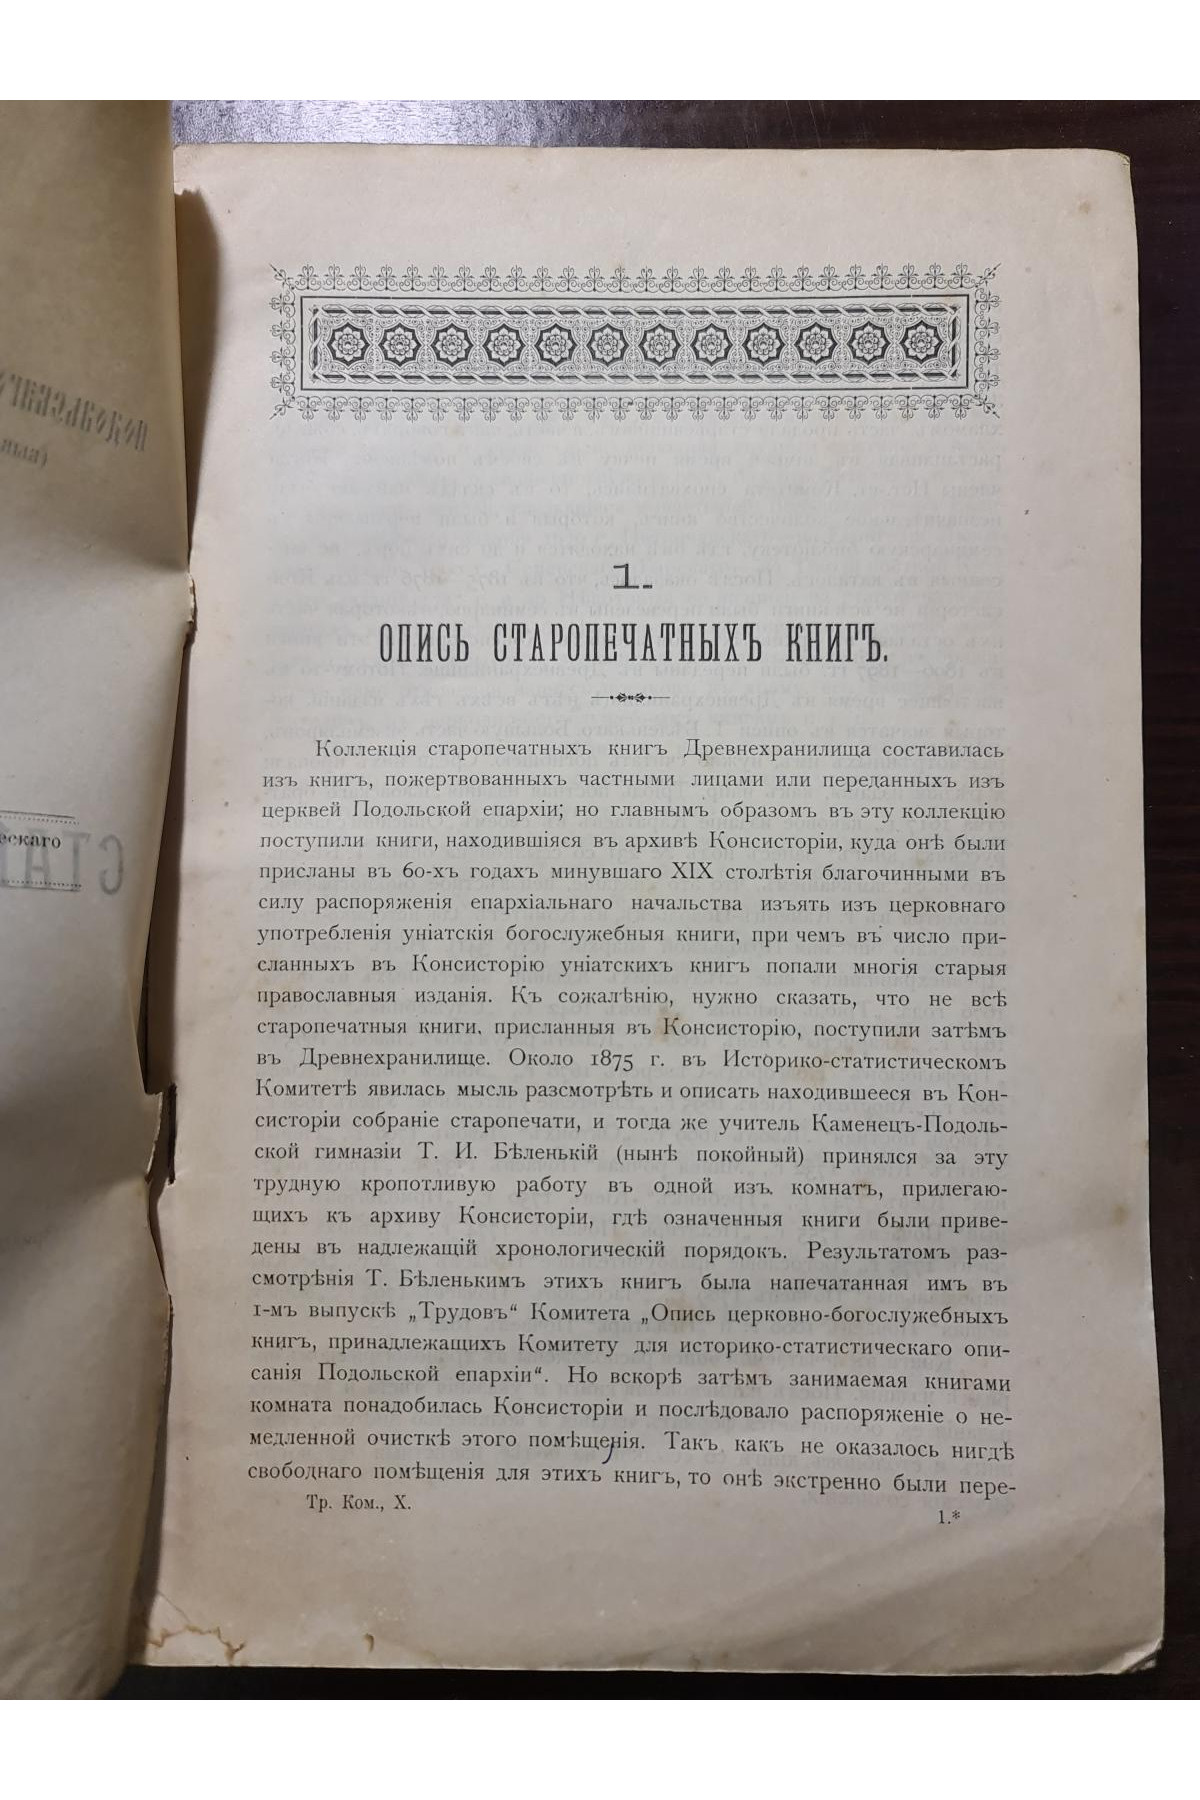 1.
ОПИСЬ СТАРОПЕЧАТНЫХЪ КНИГЪ.
Коллекція старопечатныхъ книгъ Древнехранилища составилась
изъ книгъ, пожертвованныхъ частными лицами или переданныхъ изъ
церквей Подольской епархіи; но главнымъ образомъ въ эту коллекцію
поступили книги, находившіяся въ архивѣ Консисторіи, куда онѣ были
присланы въ 60-хъ годахъ минувшаго XIX столѣтія благочинными въ
силу распоряженія епархіальнаго начальства изъять изъ церковнаго
употребленія уніатскія богослужебныя книги, при чемъ въ число при-
сланныхъ въ Консисторію уніатскихъ книгъ попали многія старыя
православныя изданія. Къ сожалѣнію, нужно сказать, что не всѣ
старопечатныя книги, присланныя въ Консисторію, поступили затѣмъ
въ Древнехранилище. Около 1875 г. въ Историко-статистическомъ
Комитетѣ явилась мысль разсмотрѣть и описать находившееся въ Кон-
систоріи собраніе старопечати, и тогда же учитель Каменецъ-Подоль-
ской гимназіи Т. И. Бѣленькій (нынѣ покойный) принялся за эту
трудную кропотливую работу въ одной изъ комнатъ, прилегаю-
щихъ къ архиву Консисторіи, гдѣ означенныя книги были приве-
дены въ надлежащій хронологическій порядокъ. Результатомъ раз-
смотрѣнія Т. Бѣленькимъ этихъ книгъ была напечатанная имъ въ
1-мъ выпускѣ „Трудовъ“ Комитета „Опись церковно-богослужебныхъ
книгъ, принадлежащихъ Комитету для историко-статистическаго опи-
санія Подольской епархіи“. Но вскорѣ затѣмъ занимаемая книгами
комната понадобилась Консисторіи и послѣдовало распоряженіе о не-
медленной очисткѣ этого помѣщенія. Такъ какъ не оказалось нигдѣ
свободнаго помѣщенія для этихъ книгъ, то онѣ экстренно были пере-
Тр. Ком., X.
1.*